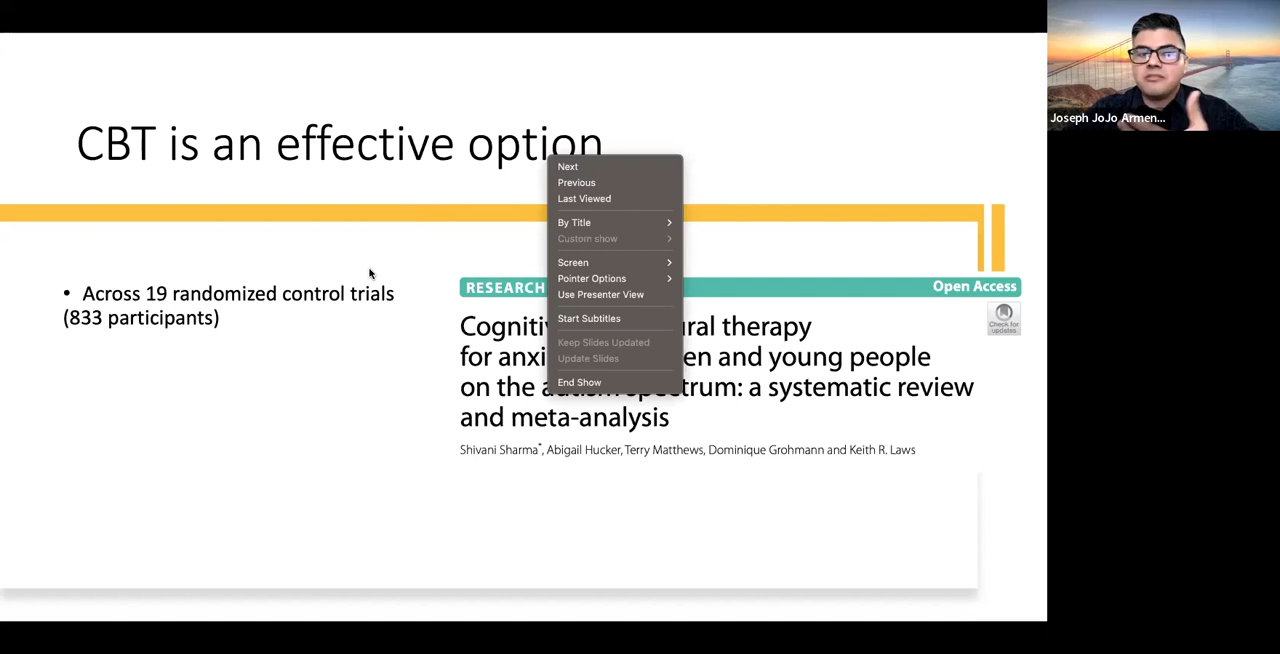 CBT is an effective option
Joseph JoJo Armen...
Next
Previous
Last Viewed
By Title
Custom show
Screen
Pointer Options
Use Presenter View
Start Subtitles
Keep Slides Updated
Update Slides
End Show
• Across 19 randomized control trials
(833 participants)
RESEARCH
Open Access
Check for
updates
therapy
for en and young people
on the spectrum: a systematic review
and meta-analysis
Shivani Sharma*, Abigail Hucker, Terry Matthews, Dominique Grohmann and Keith R. Laws